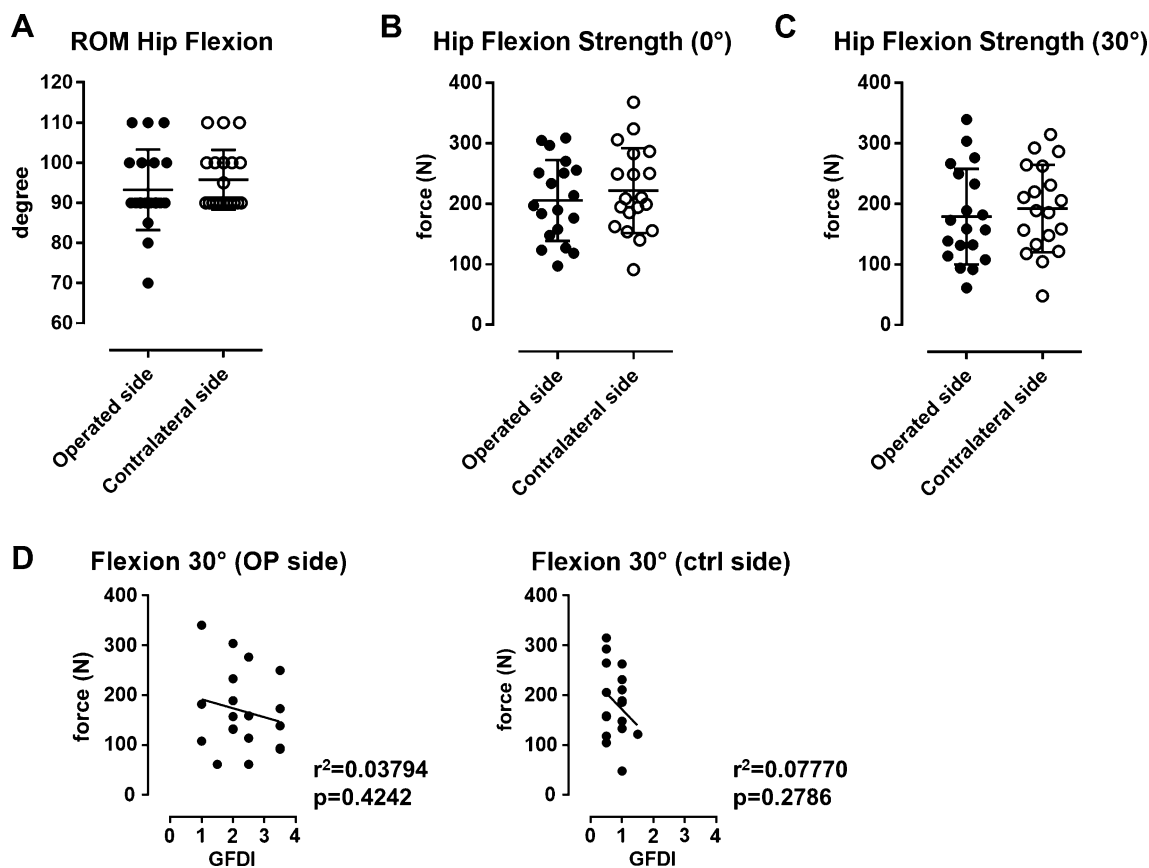 A
ROM Hip Flexion
120
110
100
90
80
70
60
degree
Operated side
Contralateral side
B
Hip Flexion Strength (0°)
400
300
200
100
0
force (N)
Operated side
Contralateral side
C
Hip Flexion Strength (30°)
400
300
200
100
0
force (N)
Operated side
Contralateral side
D
Flexion 30° (OP side)
400
300
200
100
0
force (N)
0 1 2 3 4
GFDI
r²=0.03794
p=0.4242
Flexion 30° (ctrl side)
400
300
200
100
0
force (N)
0 1 2 3 4
GFDI
r²=0.07770
p=0.2786